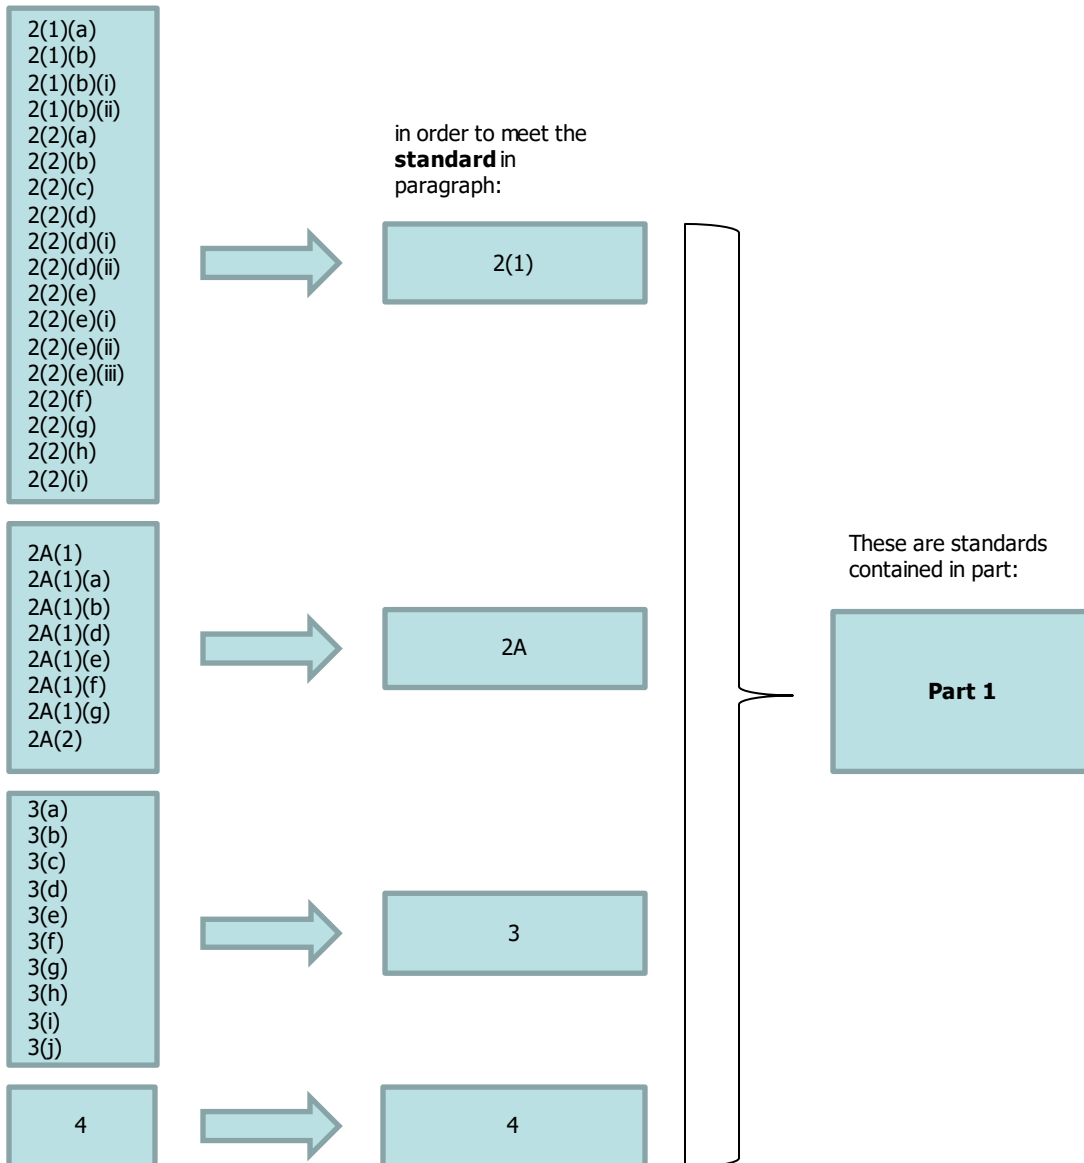 2(1)(a)
2(1)(b)
2(1)(b)(i)
2(1)(b)(ii)
2(2)(a)
2(2)(b)
2(2)(c)
2(2)(d)
2(2)(d)(i)
2(2)(d)(ii)
2(2)(e)
2(2)(e)(i)
2(2)(e)(ii)
2(2)(e)(iii)
2(2)(f)
2(2)(g)
2(2)(h)
2(2)(i)
in order to meet the
standard in
paragraph:
2(1)
2A(1)
2A(1)(a)
2A(1)(b)
2A(1)(d)
2A(1)(e)
2A(1)(f)
2A(1)(g)
2A(2)
2A
These are standards
contained in part:
Part 1
3(a)
3(b)
3(c)
3(d)
3(e)
3(f)
3(g)
3(h)
3(i)
3(j)
3
4
4